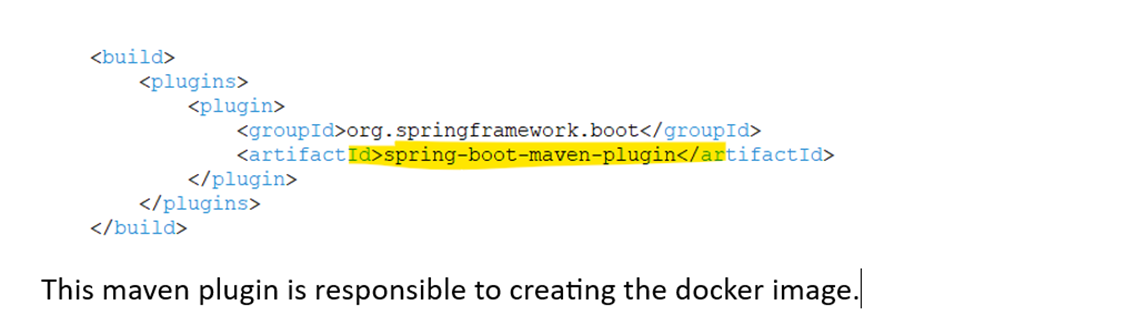 <build>
<plugins>
<plugin>
<groupId>org.springframework.boot</groupId>
<artifactId>spring-boot-maven-plugin</artifactId>
</plugin>
</plugins>
</build>
This maven plugin is responsible to creating the docker image.